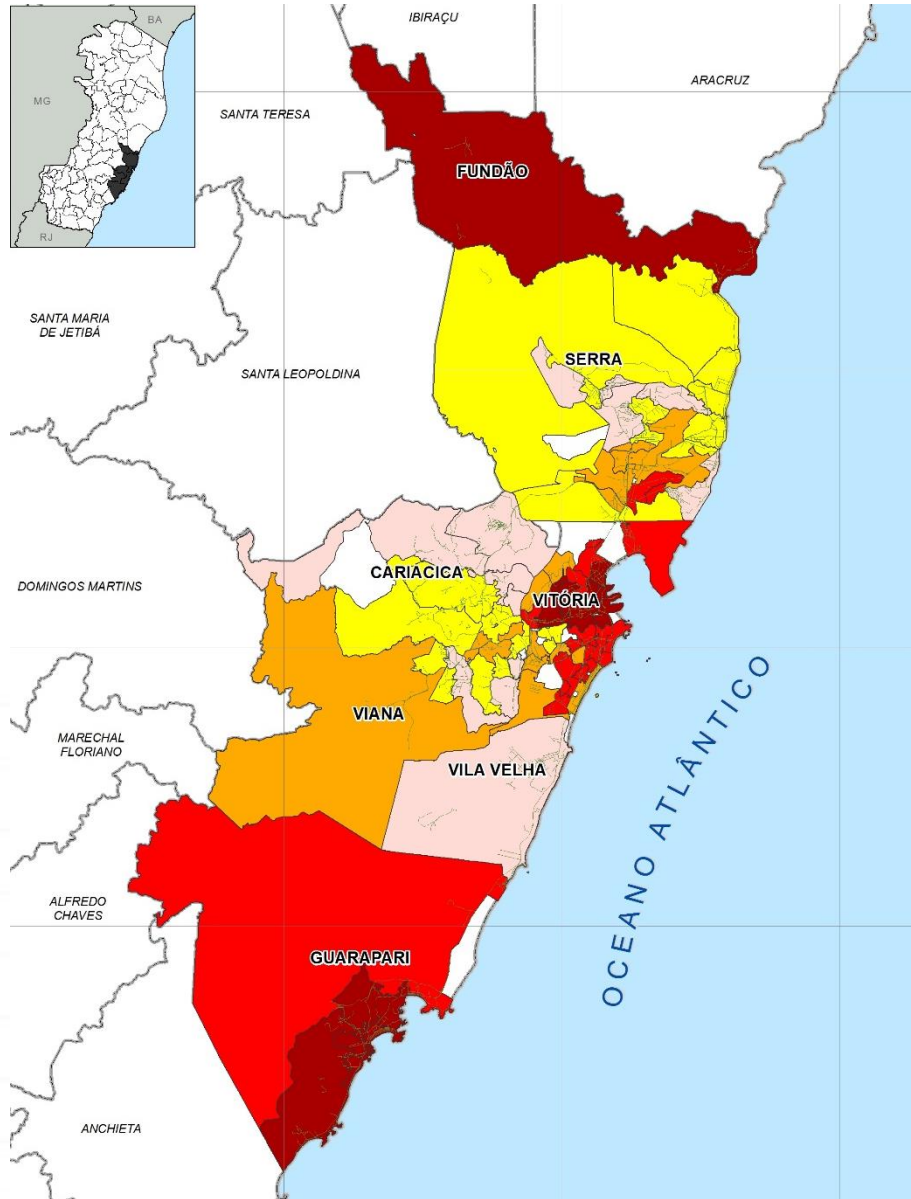 BA
MG
RJ
IBIRAÇU
ARACRUZ
SANTA TERESA
FUNDÃO
SANTA MARIA
DE JETIBÁ
SERRA
SANTA LEOPOLDINA
DOMINGOS MARTINS
CARIACICA
VITÓRIA
VIANA
MARECHAL
FLORIANO
VILA VELHA
OCEANO ATLÂNTICO
ALFREDO
CHAVES
GUARAPARI
ANCHIETA